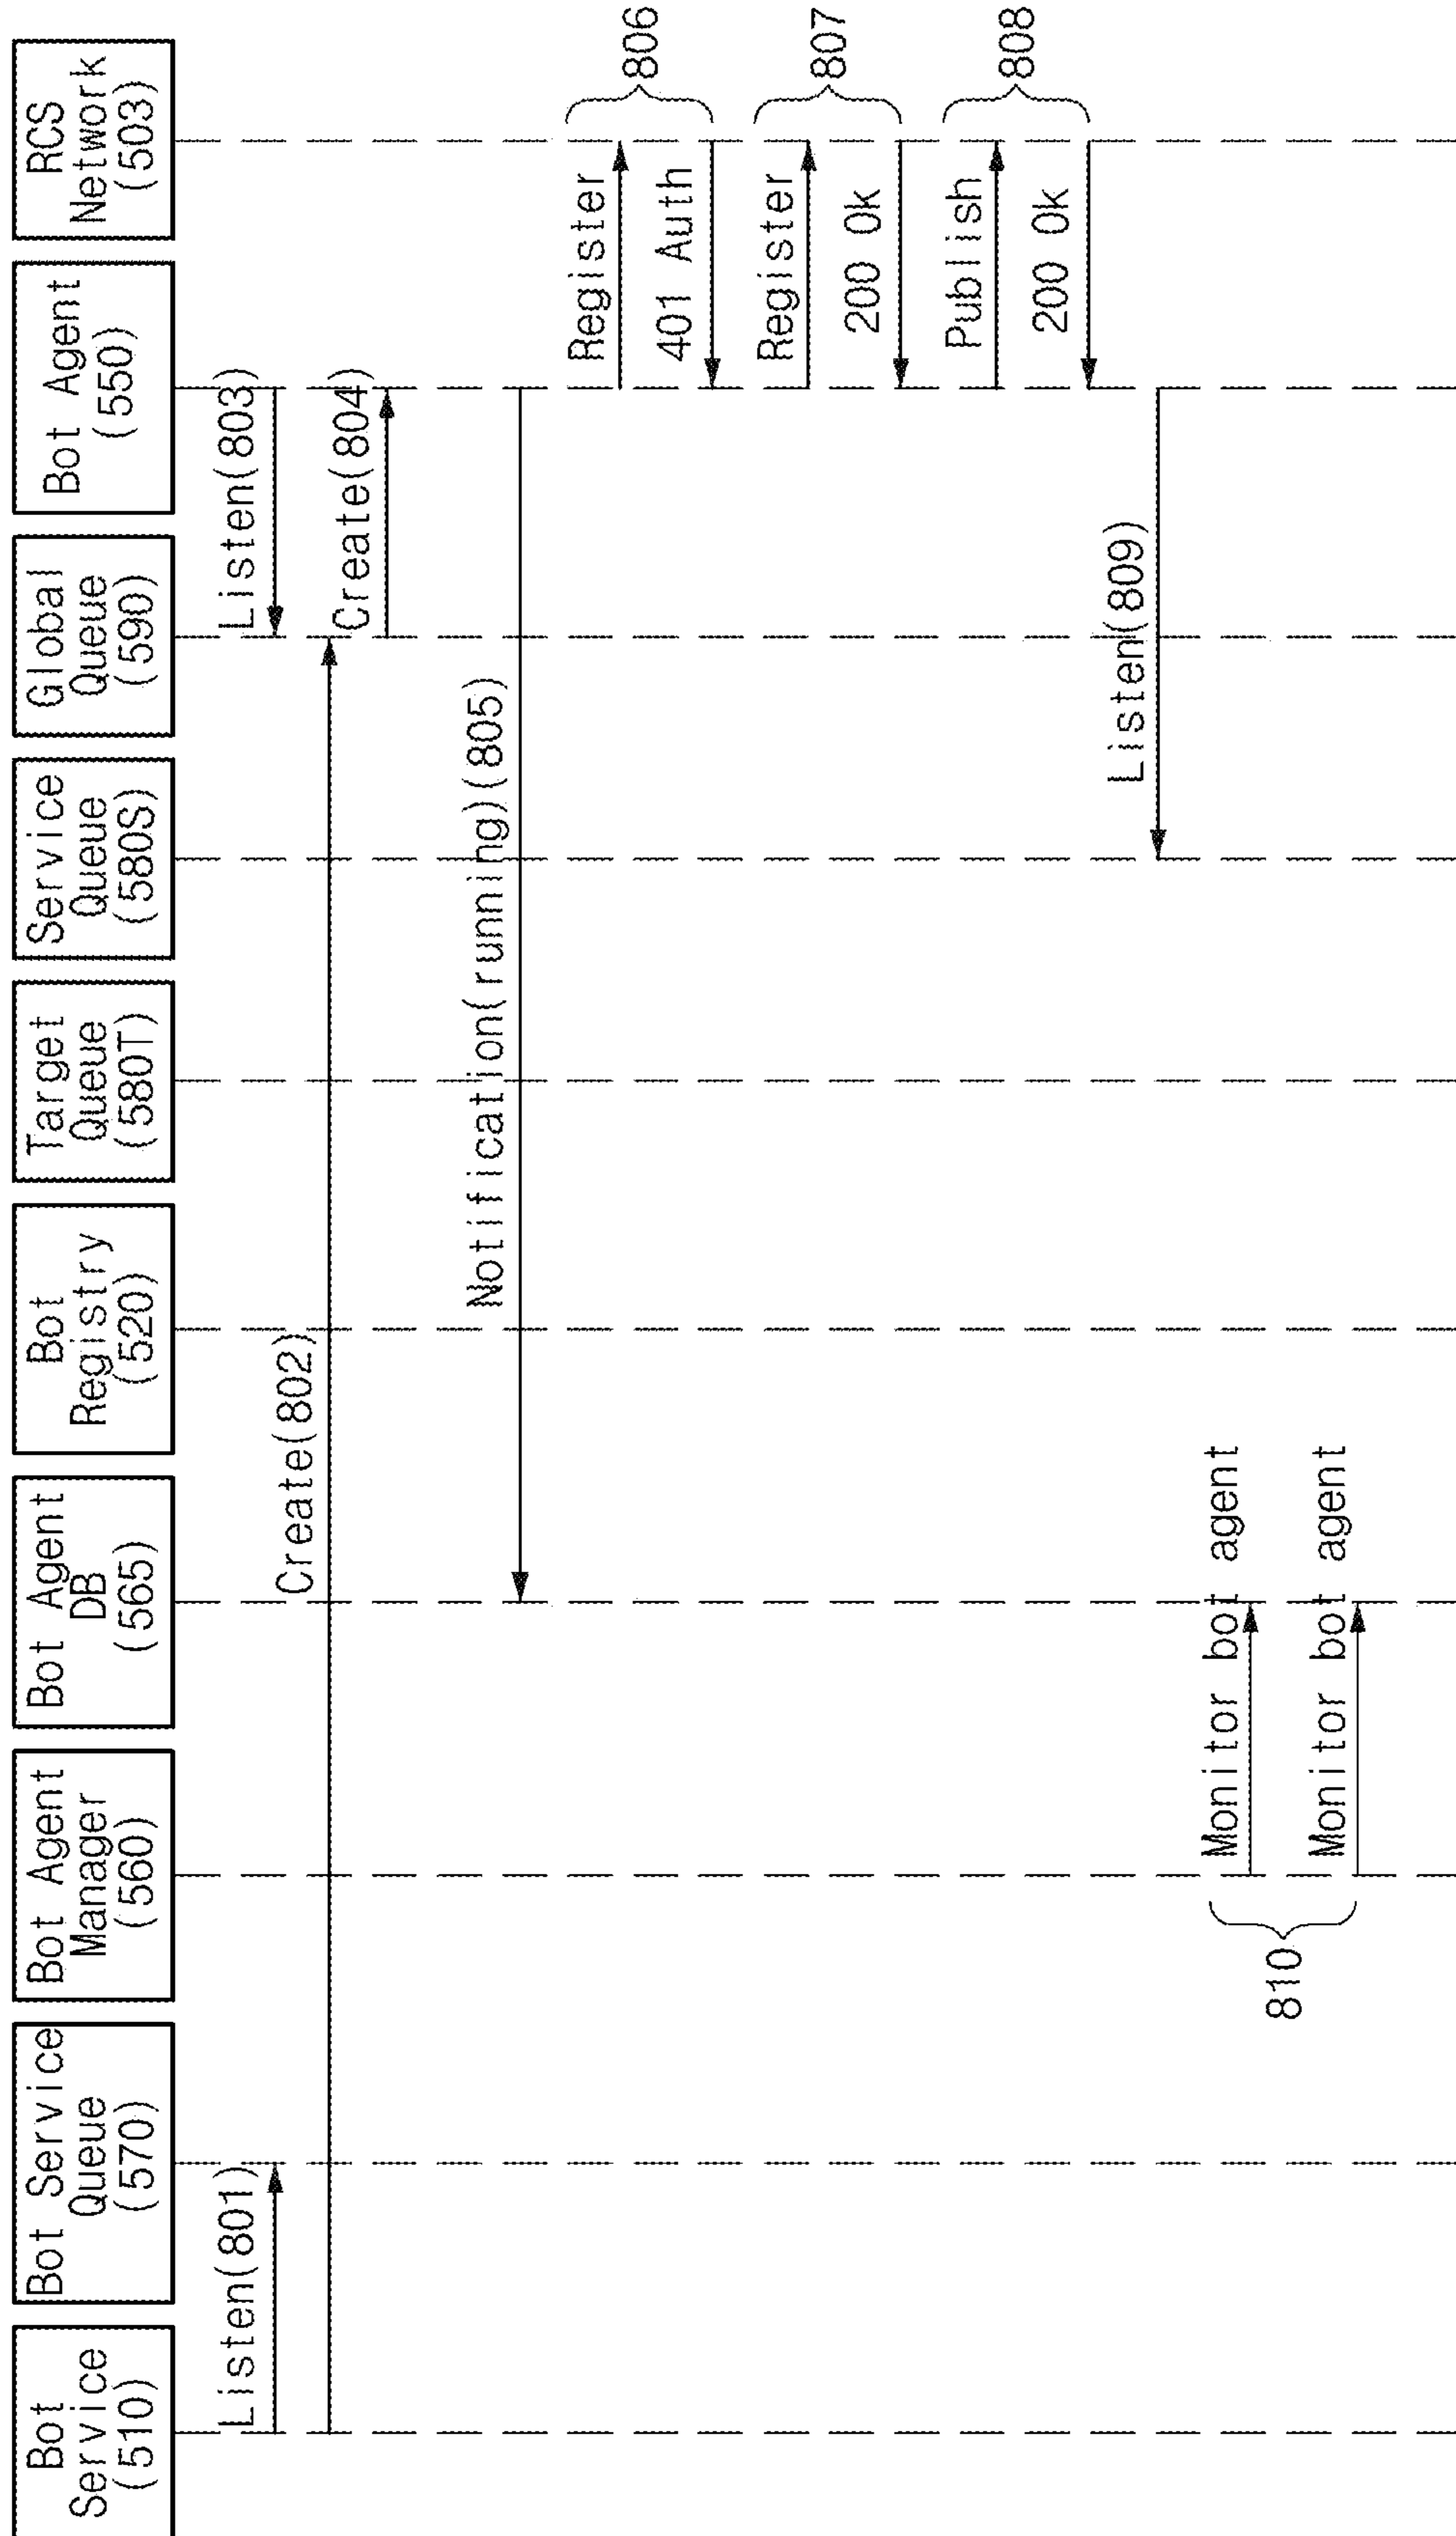 Bot
Service
(510)
Bot Service
Queue
(570)
Bot Agent
Manager
(560)
Bot Agent
DB
(565)
Bot
Registry
(520)
Target
Queue
(580T)
Service
Queue
(580S)
Global
Queue
(590)
Bot Agent
(550)
RCS
Network
(503)
Listen(801)
Listen(803)
Create(802)
Create(804)
Notification(running)(805)
Register
401 Auth
806
Register
200 Ok
807
Publish
200 Ok
808
Listen(809)
Monitor bot agent
Monitor bot agent
810